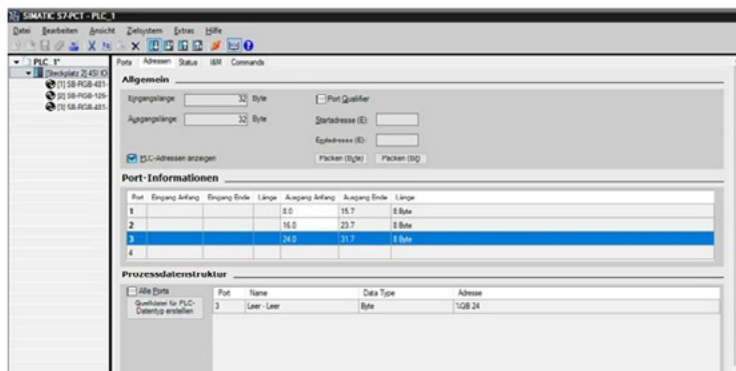 SIMATIC S7-PCT - PLC_1
Datei Bearbeiten Ansicht Zielsystem Extras Hilfe
PLC_1*
[Steckplatz 2] 4SI IO
[1] SB-RGB-481-
[2] SB-RGB-126-
[1] SB-RGB-481-
Ports Adressen Status I&M Commands
Allgemein
Eingangslänge: 32 Byte Port Qualifier
Ausgangslänge: 32 Byte Startadresse (E):
Endadresse (E):
PLC-Adressen anzeigen Packen (Byte) Packen (Bit)
Port-Informationen
Port Eingang Anfang Eingang Ende Länge Ausgang Anfang Ausgang Ende Länge
1 8.0 15.7 8 Byte
2 16.0 23.7 8 Byte
3 24.0 31.7 8 Byte
4
Prozessdatenstruktur
Alle Ports Port Name Data Type Adresse
Quelldatei für PLC-Datentyp erstellen 3 Leer - Leer Byte %QB 24